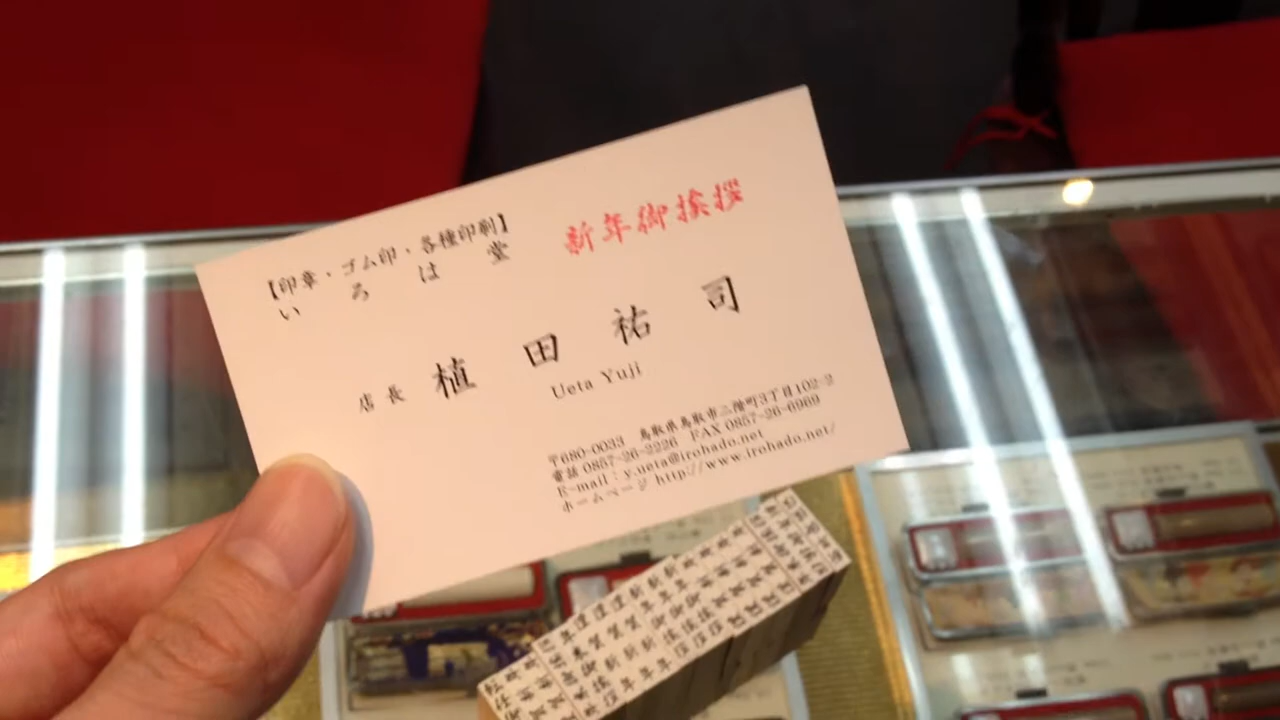 【印章・ゴム印・各種印刷】
いろは堂
新年御挨拶
店長 植田祐司
Ueta Yuji
〒680-0033 鳥取県鳥取市二階町3丁目102-2
電話 0857-26-2226 FAX 0857-26-6969
E-mail：y.ueta@irohado.net
ホームページ http://www.irohado.net/